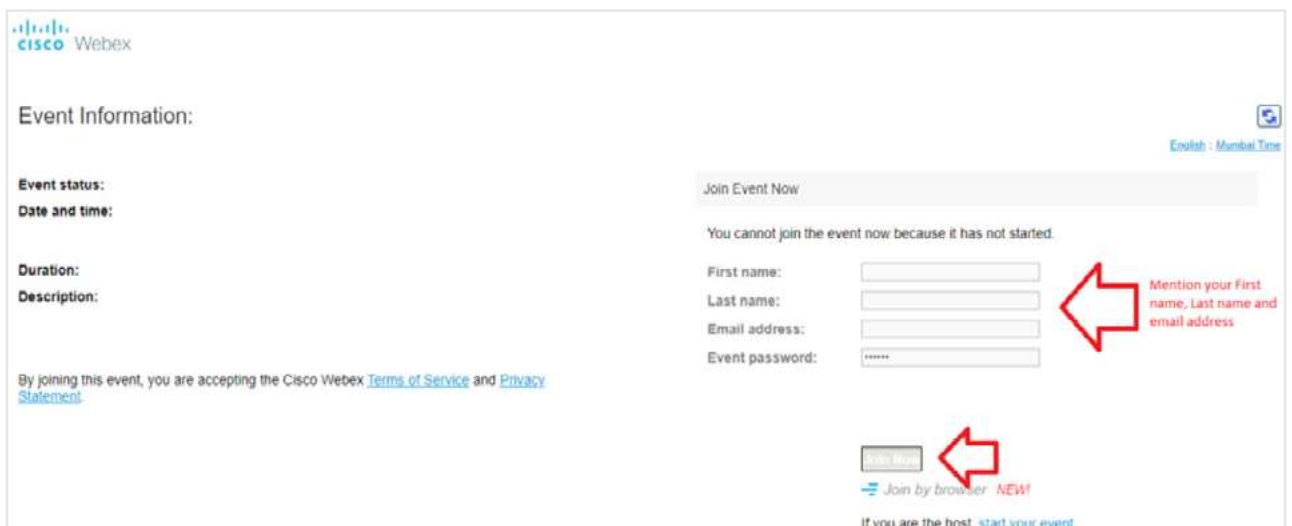 cisco Webex
Event Information:
English : Mumbai Time
Event status:
Date and time:
Duration:
Description:
By joining this event, you are accepting the Cisco Webex Terms of Service and Privacy
Statement.
Join Event Now
You cannot join the event now because it has not started.
First name:
Last name:
Email address:
Event password:
Mention your First
name, Last name and
email address
Join Now
Join by browser NEW!
If you are the host, start your event